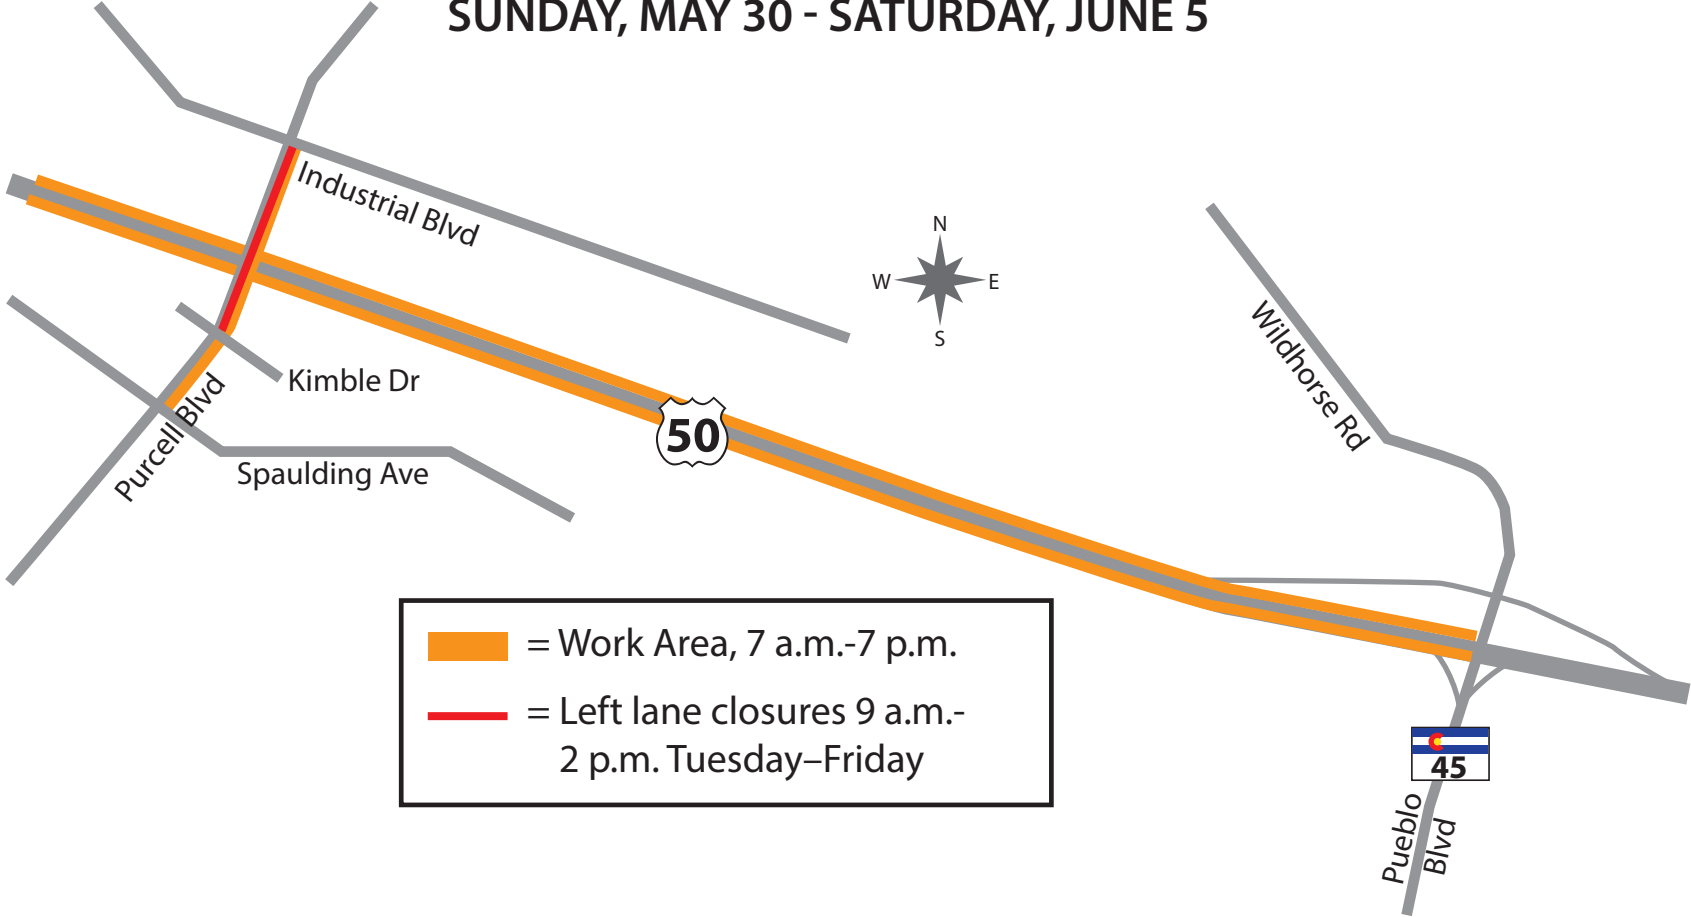 SUNDAY, MAY 30 - SATURDAY, JUNE 5
Industrial Blvd
N
W
E
S
Wildhorse Rd
Kimble Dr
Purcell Blvd
50
Spaulding Ave
= Work Area, 7 a.m.-7 p.m.
= Left lane closures 9 a.m.-
2 p.m. Tuesday–Friday
45
Pueblo
Blvd